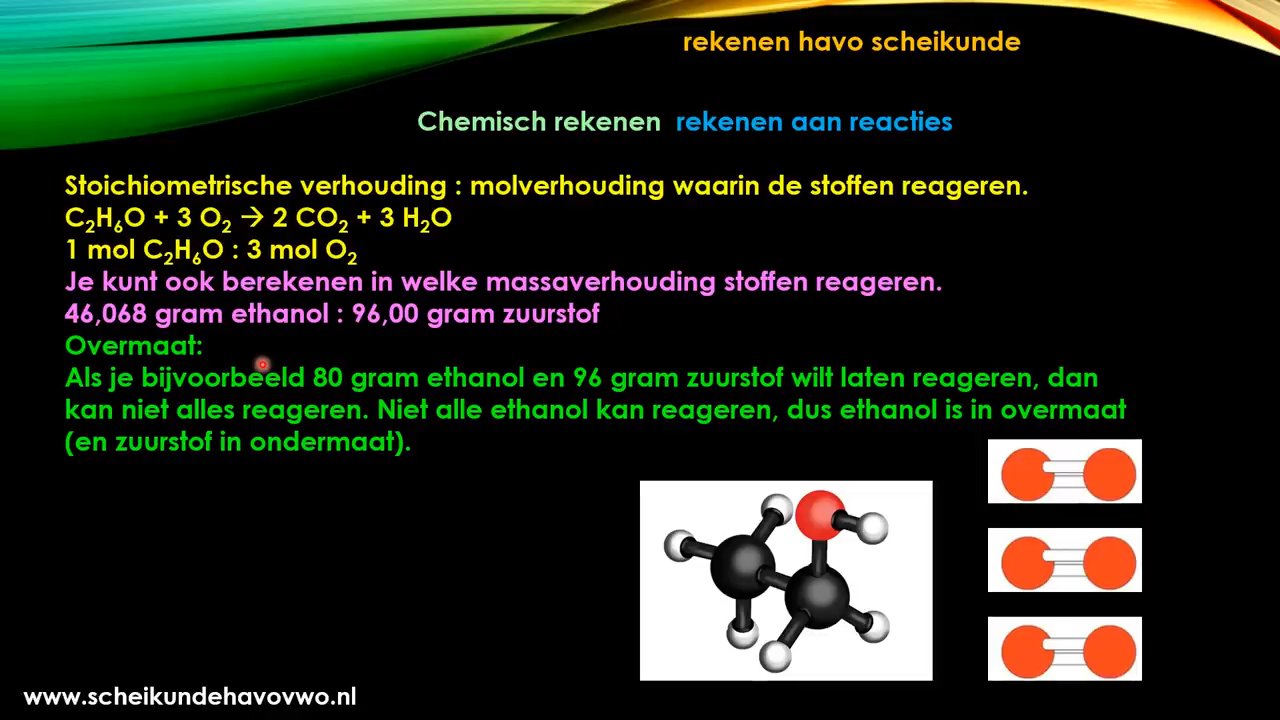 rekenen havo scheikunde
Chemisch rekenen rekenen aan reacties
Stoichiometrische verhouding : molverhouding waarin de stoffen reageren.
C₂H₆O + 3 O₂ → 2 CO₂ + 3 H₂O
1 mol C₂H₆O : 3 mol O₂
Je kunt ook berekenen in welke massaverhouding stoffen reageren.
46,068 gram ethanol : 96,00 gram zuurstof
Overmaat:
Als je bijvoorbeeld 80 gram ethanol en 96 gram zuurstof wilt laten reageren, dan
kan niet alles reageren. Niet alle ethanol kan reageren, dus ethanol is in overmaat
(en zuurstof in ondermaat).
www.scheikundehavovwo.nl